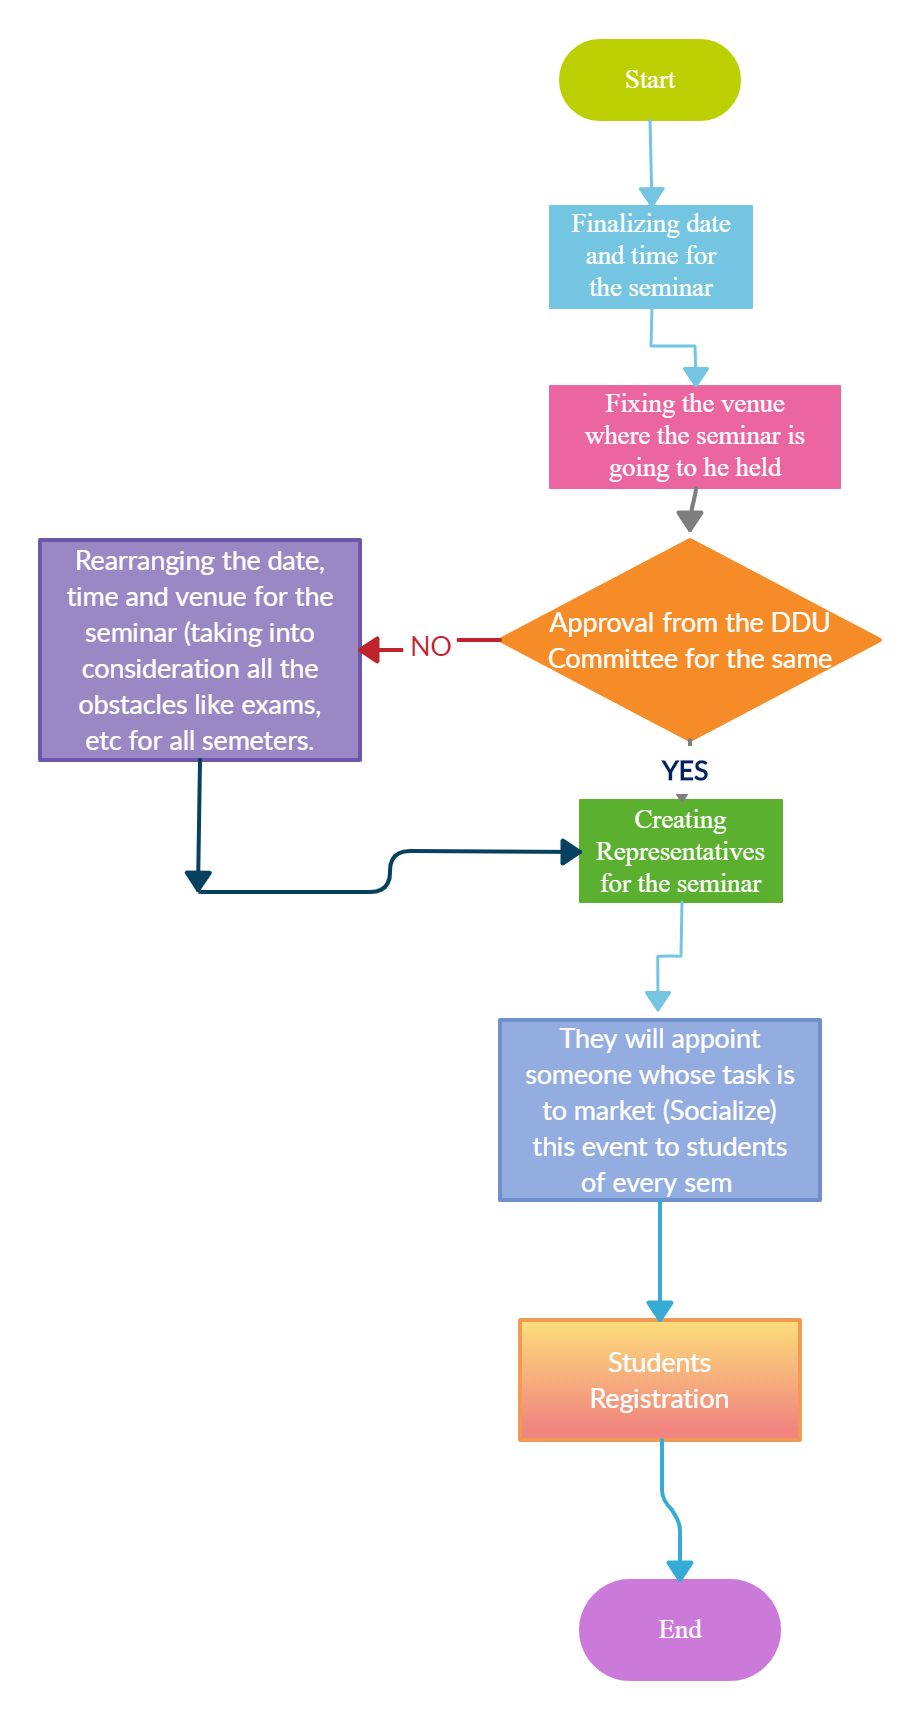 Start
Finalizing date
and time for
the seminar
Fixing the venue
where the seminar is
going to he held
Approval from the DDU
Committee for the same
NO
Rearranging the date,
time and venue for the
seminar (taking into
consideration all the
obstacles like exams,
etc for all semeters.
YES
Creating
Representatives
for the seminar
They will appoint
someone whose task is
to market (Socialize)
this event to students
of every sem
Students
Registration
End